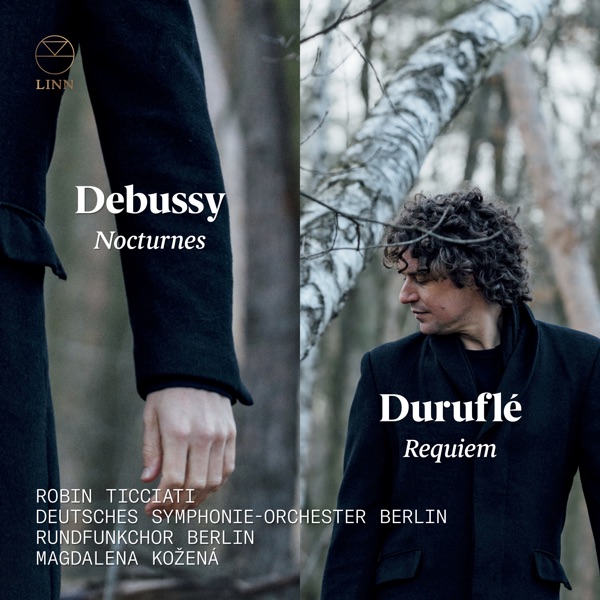 LINN
Debussy
Nocturnes
Duruflé
Requiem
ROBIN TICCIATI
DEUTSCHES SYMPHONIE-ORCHESTER BERLIN
RUNDFUNKCHOR BERLIN
MAGDALENA KOŽENÁ